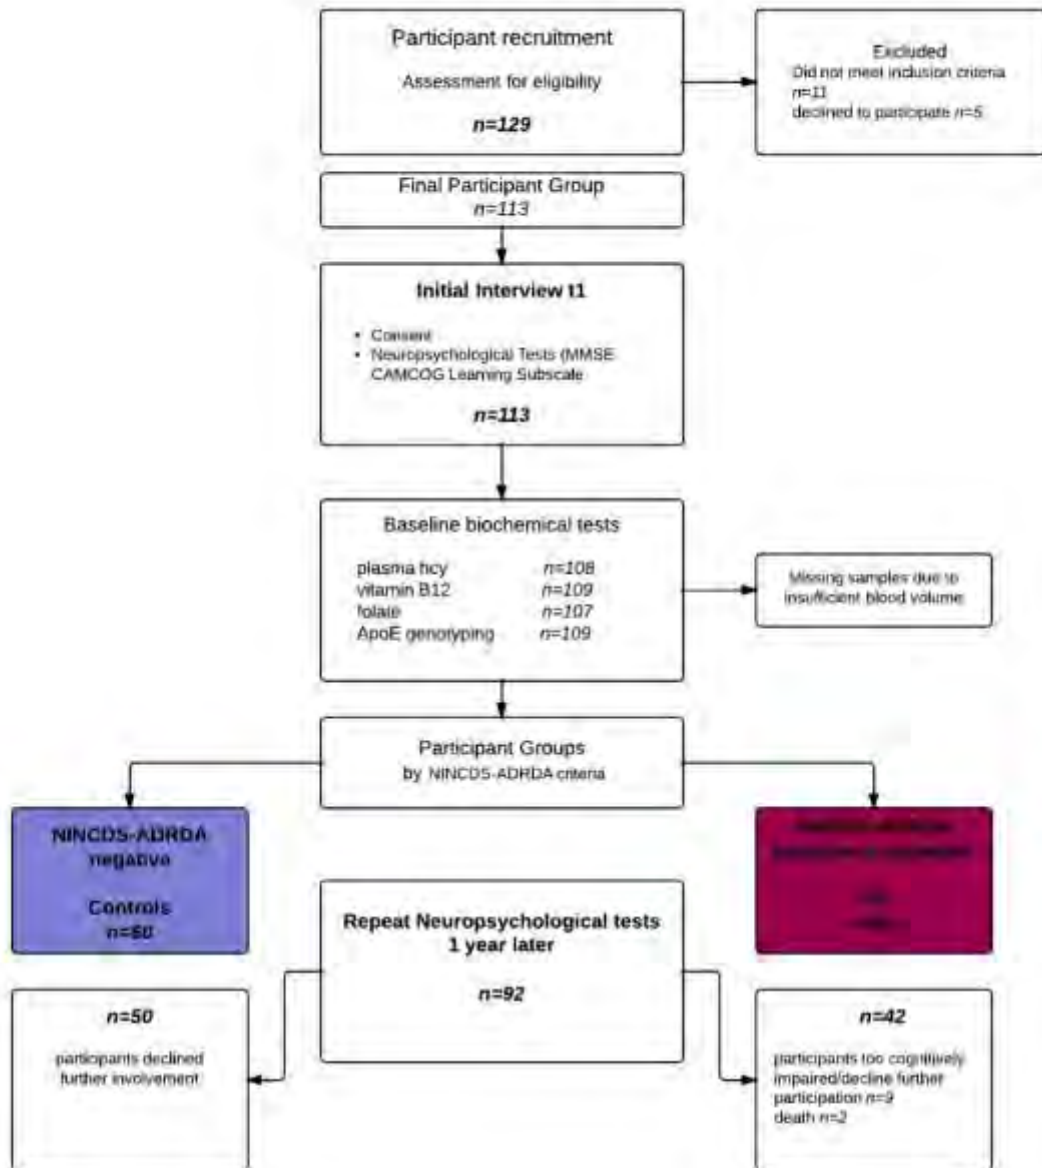 Participant recruitment
Assessment for eligibility
n=129
Excluded
Did not meet inclusion criteria
n=11
declined to participate n=5
Final Participant Group
n=113
Initial Interview t1
• Consent
• Neuropsychological Tests (MMSE
CAMCOG Learning Subscale
n=113
Baseline biochemical tests
plasma hcy n=108
vitamin B12 n=109
folate n=107
ApoE genotyping n=109
Missing samples due to
insufficient blood volume
Participant Groups
by NINCDS-ADRDA criteria
NINCDS-ADRDA
negative
Controls
n=60
Repeat Neuropsychological tests
1 year later
n=92
n=50
participants declined
further involvement
n=42
participants too cognitively
impaired/decline further
participation n=9
death n=2